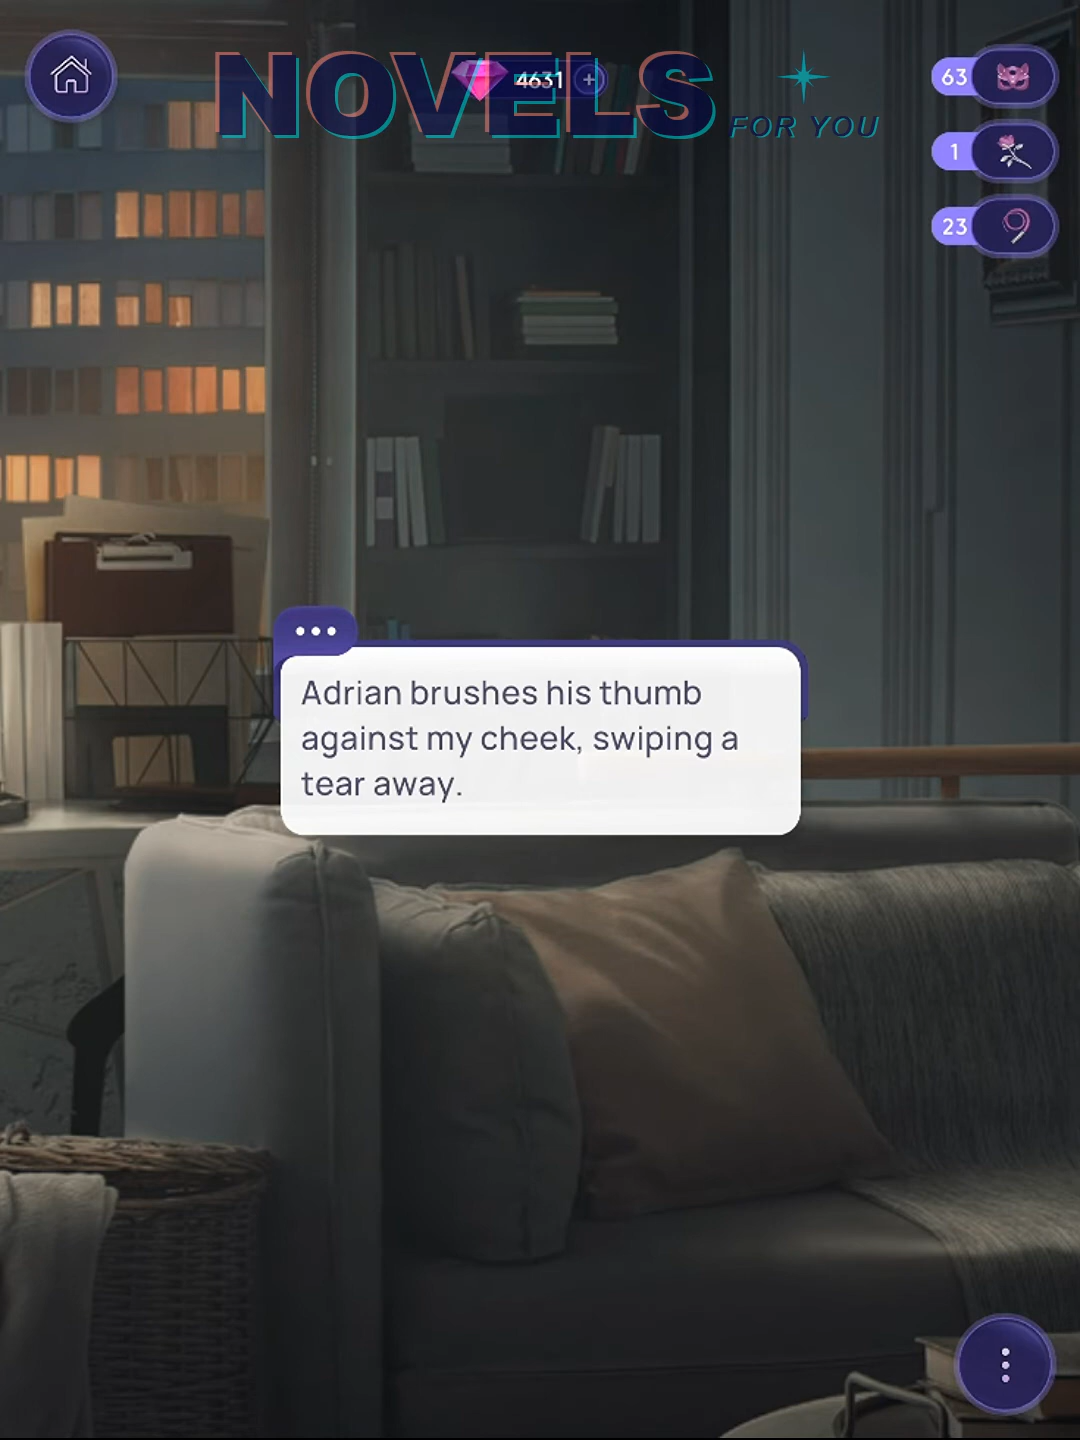 NOVELS
FOR YOU
4631 +
63
1
23
Adrian brushes his thumb
against my cheek, swiping a
tear away.